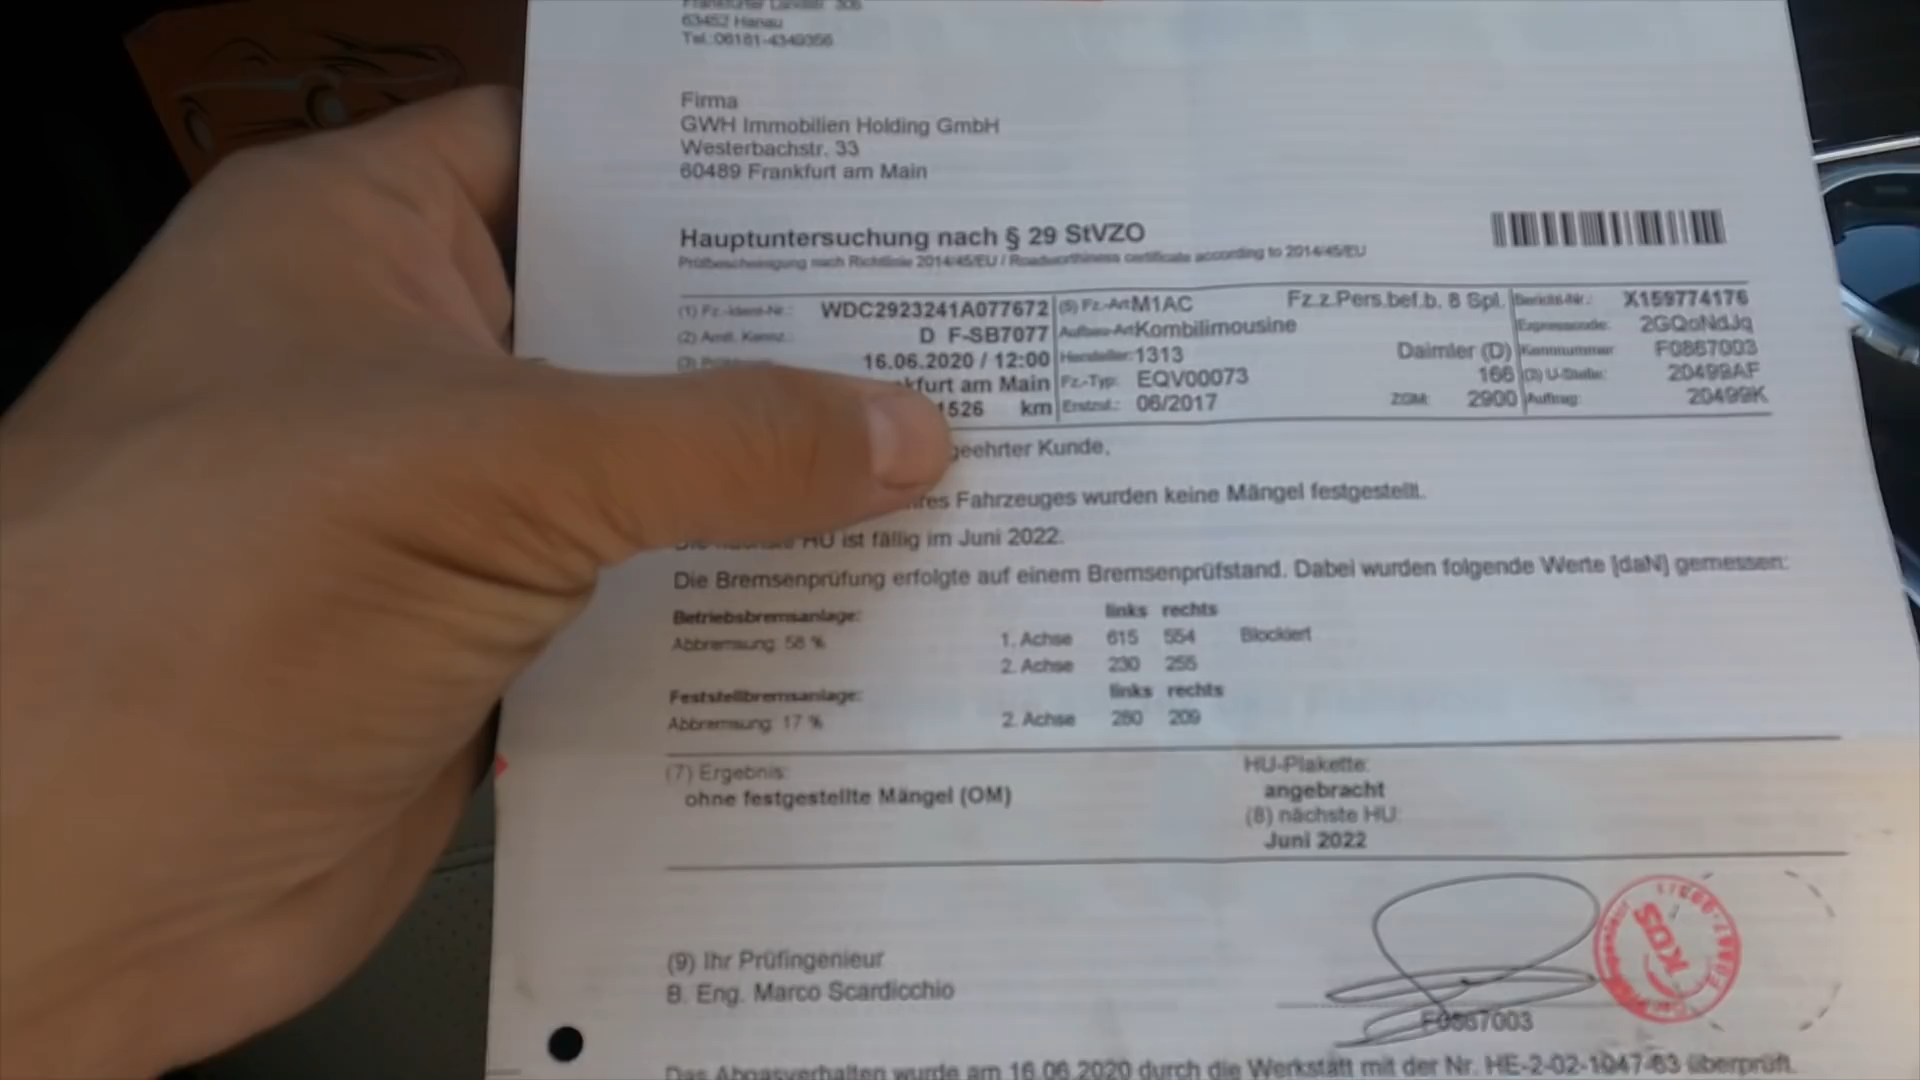 Frankfurter Landstr. 306
63452 Hanau
Tel.:06181-4349356
Firma
GWH Immobilien Holding GmbH
Westerbachstr. 33
60489 Frankfurt am Main
Hauptuntersuchung nach § 29 StVZO
Prüfbescheinigung nach Richtlinie 2014/45/EU / Roadworthiness certificate according to 2014/45/EU
(1) Fz.-Ident-Nr.: WDC2923241A077672 (5) Fz.-Art M1AC Fz.z.Pers.bef.b. 8 Spl. Bericht-Nr.: X159774176
(2) Amtl. Kennz.: D F-SB7077 Aufbau-Art Kombilimousine 2GQoNdJq
16.06.2020 / 12:00 Hersteller: 1313 Daimler (D) Kennnummer F0867003
kfurt am Main Fz.-Typ: EQV00073 166 (3) U-Stelle: 20499AF
1526 km Erstzul.: 06/2017 ZGM: 2900 Auftrag: 20499K
geehrter Kunde,
res Fahrzeuges wurden keine Mängel festgestellt.
HU ist fällig im Juni 2022.
Die Bremsenprüfung erfolgte auf einem Bremsenprüfstand. Dabei wurden folgende Werte [daN] gemessen:
Betriebsbremsanlage: links rechts
Abbremsung: 58 % 1. Achse 615 554 Blockiert
2. Achse 230 255
Feststellbremsanlage: links rechts
Abbremsung: 17 % 2. Achse 280 209
(7) Ergebnis: HU-Plakette:
ohne festgestellte Mängel (OM) angebracht
(8) nächste HU:
Juni 2022
KÜS
(9) Ihr Prüfingenieur
B. Eng. Marco Scardicchio
F0867003
Das Abgasverhalten wurde am 16.06.2020 durch die Werkstatt mit der Nr. HE-2-02-1047-63 überprüft.